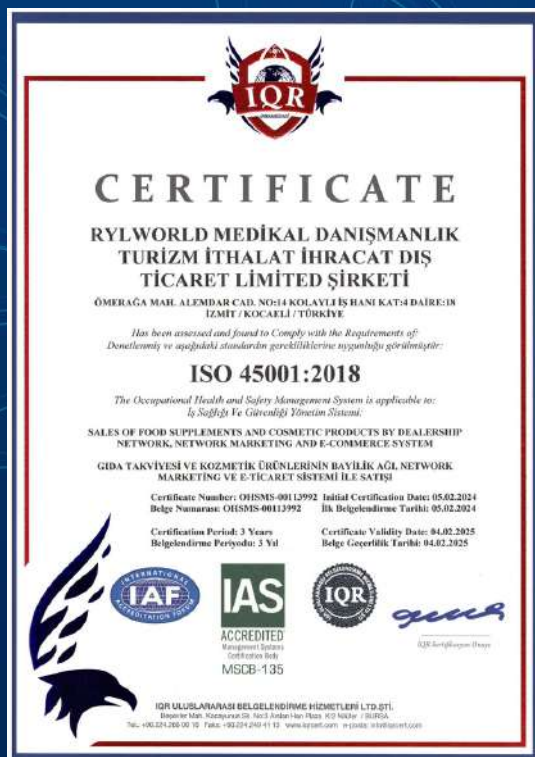 IQR
CERTIFICATE
RYLWORLD MEDİKAL DANIŞMANLIK
TURİZM İTHALAT İHRACAT DIŞ
TİCARET LİMİTED ŞİRKETİ
ÖMERAĞA MAH. ALEMDAR CAD. NO:14 KOLAYLI İŞ HANI KAT:4 DAİRE:18
İZMİT / KOCAELİ / TÜRKİYE
Has been assessed and found to Comply with the Requirements of:
Denetlenmiş ve aşağıdaki standardın gerekliliklerine uygunluğu görülmüştür:
ISO 45001:2018
The Occupational Health and Safety Management System is applicable to:
İş Sağlığı Ve Güvenliği Yönetim Sistemi:
SALES OF FOOD SUPPLEMENTS AND COSMETIC PRODUCTS BY DEALERSHIP
NETWORK, NETWORK MARKETING AND E-COMMERCE SYSTEM
GIDA TAKVİYESİ VE KOZMETİK ÜRÜNLERİNİN BAYİLİK AĞI, NETWORK
MARKETING VE E-TİCARET SİSTEMİ İLE SATIŞI
Certificate Number: OHSMS-00113992 Initial Certification Date: 05.02.2024
Belge Numarası: OHSMS-00113992 İlk Belgelendirme Tarihi: 05.02.2024
Certification Period: 3 Years Certificate Validity Date: 04.02.2025
Belgelendirme Periyodu: 3 Yıl Belge Geçerlilik Tarihi: 04.02.2025
INTERNATIONAL
IAF
ACCREDITATION FORUM
IAS
ACCREDITED
Management Systems
Certification Body
MSCB-135
IQR
IQR ULUSLARARASI BELGELENDİRME HİZMETLERİ LTD.ŞTİ.